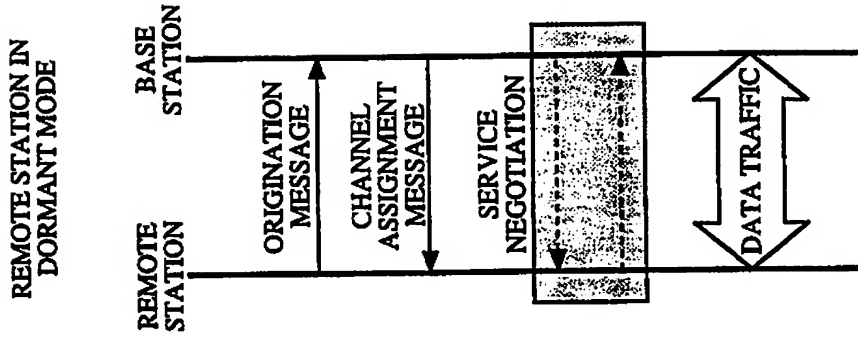 REMOTE STATION IN
DORMANT MODE
REMOTE
STATION
BASE
STATION
ORIGINATION
MESSAGE
CHANNEL
ASSIGNMENT
MESSAGE
SERVICE
NEGOTIATION
DATA TRAFFIC